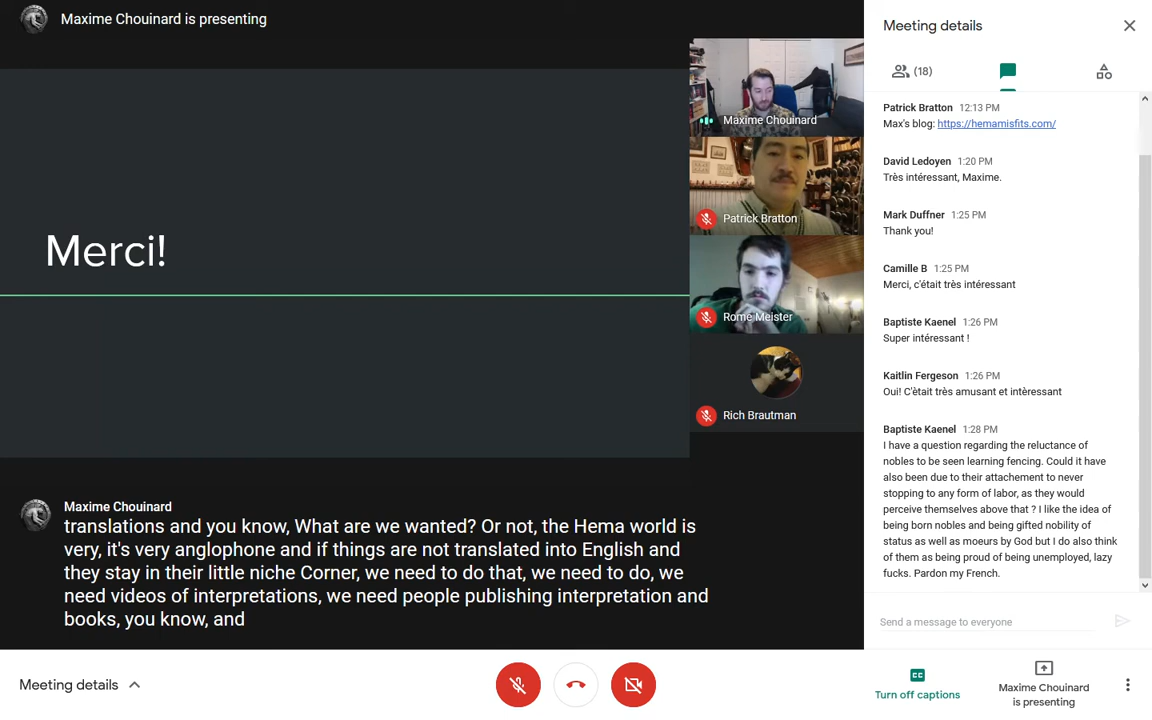 Maxime Chouinard is presenting
Merci!
Maxime Chouinard
Patrick Bratton
Rome Meister
Rich Brautman
Maxime Chouinard
translations and you know, What are we wanted? Or not, the Hema world is
very, it's very anglophone and if things are not translated into English and
they stay in their little niche Corner, we need to do that, we need to do, we
need videos of interpretations, we need people publishing interpretation and
books, you know, and
Meeting details
Meeting details
(18)
Patrick Bratton 12:13 PM
Max's blog: https://hemamisfits.com/
David Ledoyen 1:20 PM
Très intéressant, Maxime.
Mark Duffner 1:25 PM
Thank you!
Camille B 1:25 PM
Merci, c'était très intéressant
Baptiste Kaenel 1:26 PM
Super intéressant !
Kaitlin Fergeson 1:26 PM
Oui! C'ètait très amusant et intèressant
Baptiste Kaenel 1:28 PM
I have a question regarding the reluctance of
nobles to be seen learning fencing. Could it have
also been due to their attachement to never
stopping to any form of labor, as they would
perceive themselves above that ? I like the idea of
being born nobles and being gifted nobility of
status as well as moeurs by God but I do also think
of them as being proud of being unemployed, lazy
fucks. Pardon my French.
Send a message to everyone
CC
Turn off captions
Maxime Chouinard
is presenting